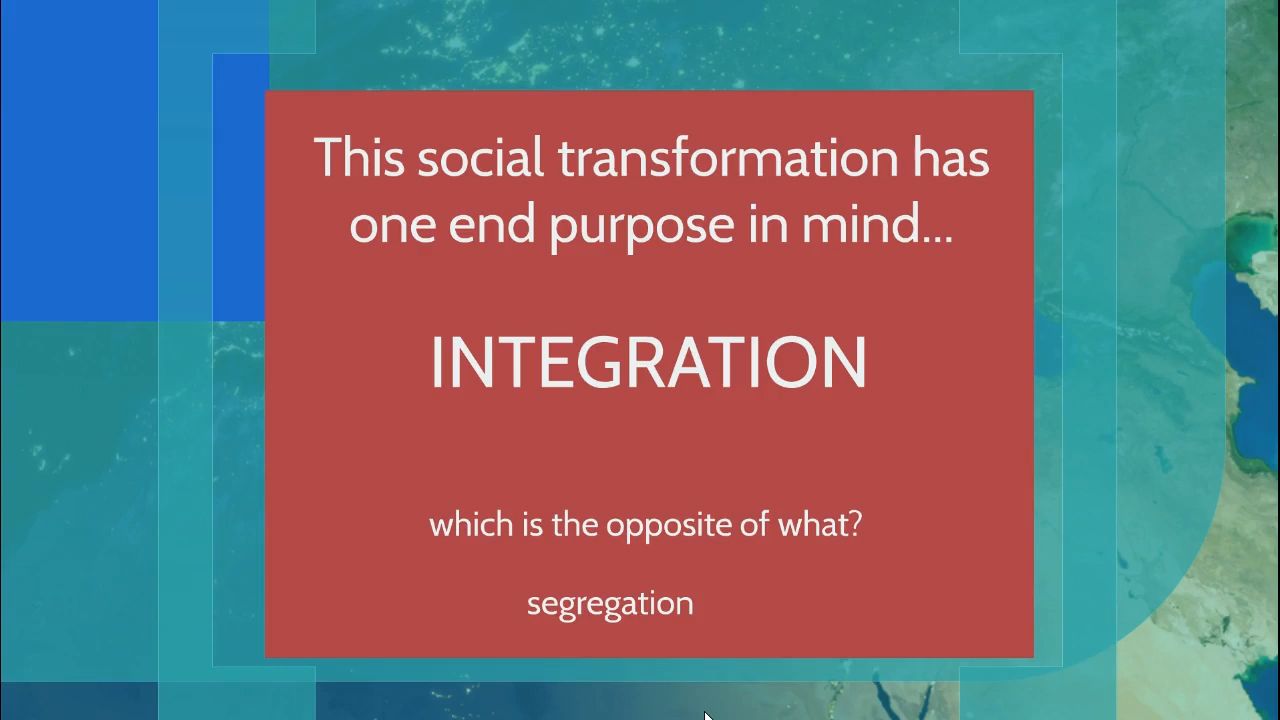 This social transformation has
one end purpose in mind...
INTEGRATION
which is the opposite of what?
segregation